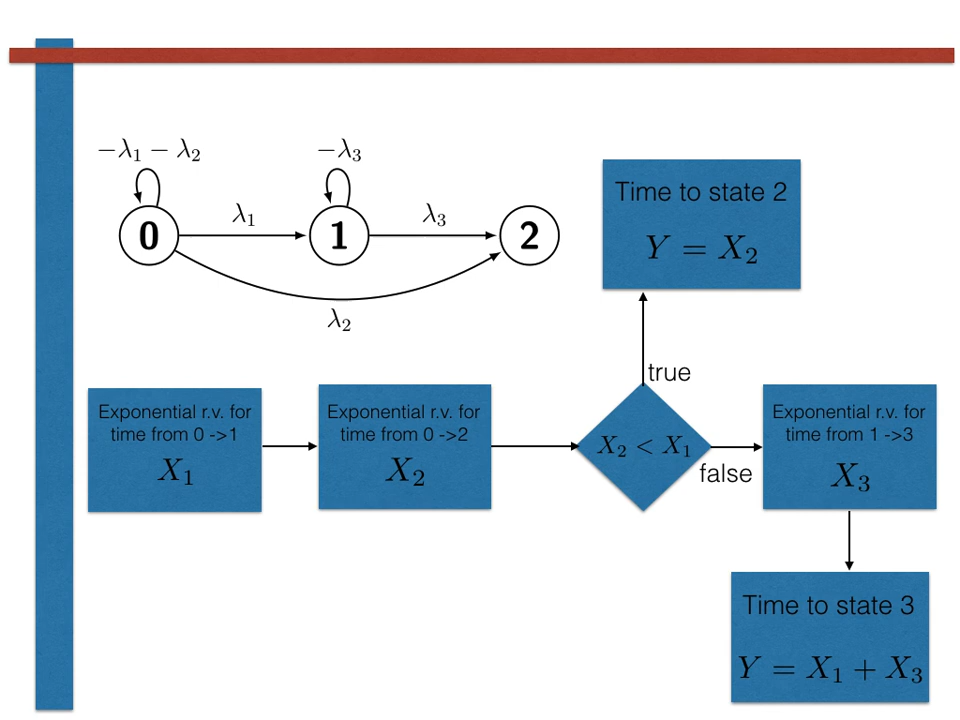 −λ₁ − λ₂
−λ₃
0
λ₁
1
λ₃
2
λ₂
Time to state 2
Y = X₂
true
Exponential r.v. for
time from 0 ->1
X₁
Exponential r.v. for
time from 0 ->2
X₂
X₂ < X₁
false
Exponential r.v. for
time from 1 ->3
X₃
Time to state 3
Y = X₁ + X₃